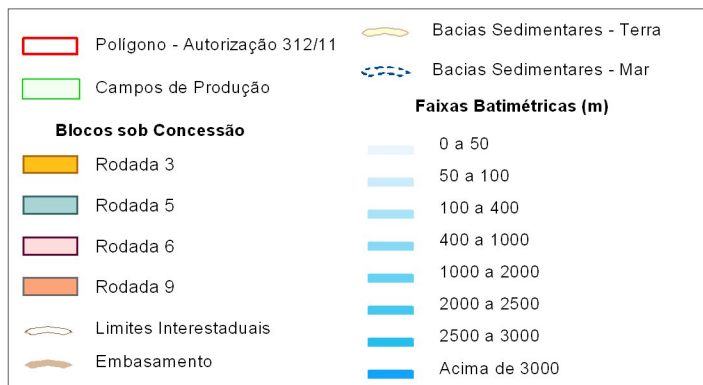 Polígono - Autorização 312/11
Campos de Produção
Blocos sob Concessão
Rodada 3
Rodada 5
Rodada 6
Rodada 9
Limites Interestaduais
Embasamento
Bacias Sedimentares - Terra
Bacias Sedimentares - Mar
Faixas Batimétricas (m)
0 a 50
50 a 100
100 a 400
400 a 1000
1000 a 2000
2000 a 2500
2500 a 3000
Acima de 3000